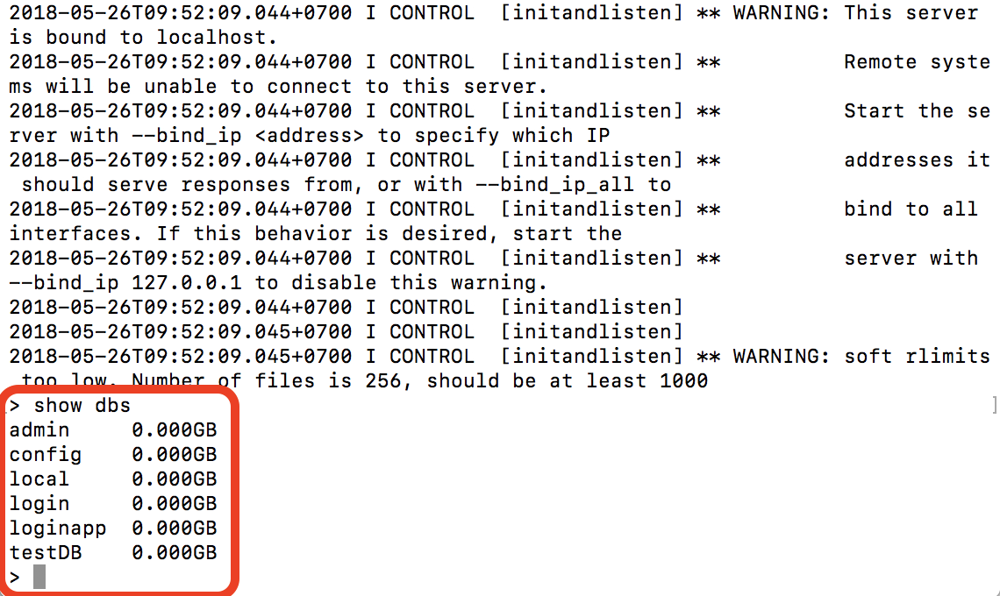 2018-05-26T09:52:09.044+0700 I CONTROL  [initandlisten] ** WARNING: This server
is bound to localhost.
2018-05-26T09:52:09.044+0700 I CONTROL  [initandlisten] **          Remote syste
ms will be unable to connect to this server.
2018-05-26T09:52:09.044+0700 I CONTROL  [initandlisten] **          Start the se
rver with --bind_ip <address> to specify which IP
2018-05-26T09:52:09.044+0700 I CONTROL  [initandlisten] **          addresses it
 should serve responses from, or with --bind_ip_all to
2018-05-26T09:52:09.044+0700 I CONTROL  [initandlisten] **          bind to all
interfaces. If this behavior is desired, start the
2018-05-26T09:52:09.044+0700 I CONTROL  [initandlisten] **          server with
--bind_ip 127.0.0.1 to disable this warning.
2018-05-26T09:52:09.044+0700 I CONTROL  [initandlisten]
2018-05-26T09:52:09.045+0700 I CONTROL  [initandlisten]
2018-05-26T09:52:09.045+0700 I CONTROL  [initandlisten] ** WARNING: soft rlimits
 too low. Number of files is 256, should be at least 1000
[> show dbs ]
admin     0.000GB
config    0.000GB
local     0.000GB
login     0.000GB
loginapp  0.000GB
testDB    0.000GB
>